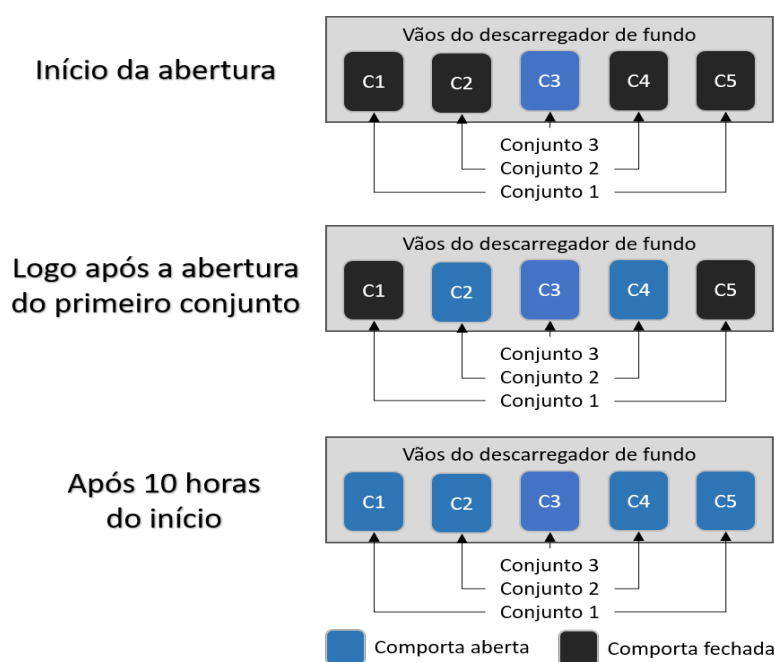 Início da abertura
Vãos do descarregador de fundo
C1 C2 C3 C4 C5
Conjunto 3
Conjunto 2
Conjunto 1
Logo após a abertura
do primeiro conjunto
Vãos do descarregador de fundo
C1 C2 C3 C4 C5
Conjunto 3
Conjunto 2
Conjunto 1
Após 10 horas
do início
Vãos do descarregador de fundo
C1 C2 C3 C4 C5
Conjunto 3
Conjunto 2
Conjunto 1
Comporta aberta Comporta fechada